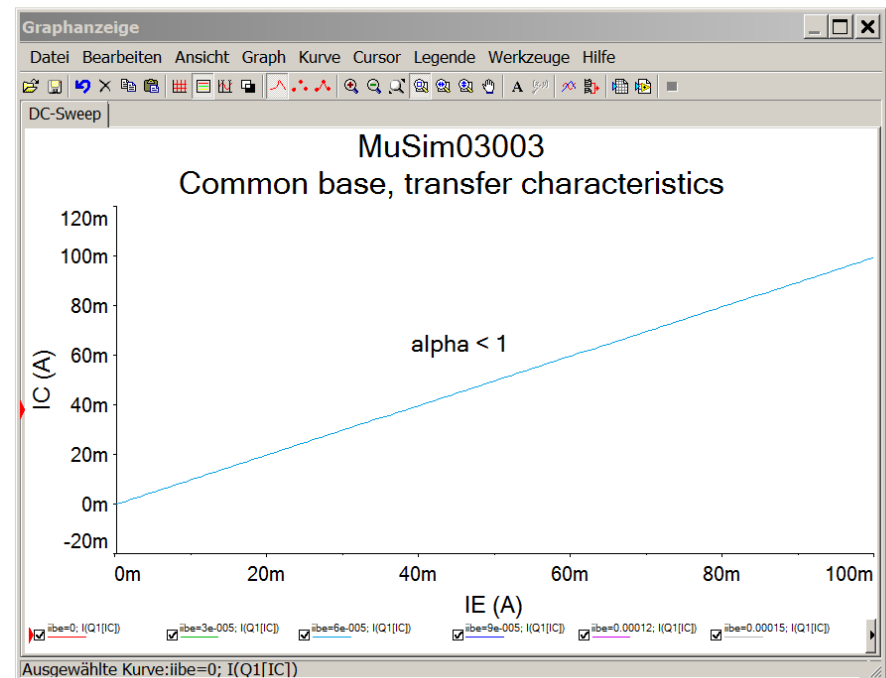 Graphanzeige
Datei Bearbeiten Ansicht Graph Kurve Cursor Legende Werkzeuge Hilfe
A
DC-Sweep
MuSim03003
Common base, transfer characteristics
120m
100m
80m
alpha < 1
60m
IC (A)
40m
20m
0m
-20m
0m 20m 40m 60m 80m 100m
IE (A)
iibe=0; I(Q1[IC]) iibe=3e-005; I(Q1[IC]) iibe=6e-005; I(Q1[IC]) iibe=9e-005; I(Q1[IC]) iibe=0.00012; I(Q1[IC]) iibe=0.00015; I(Q1[IC])
Ausgewählte Kurve:iibe=0; I(Q1[IC])